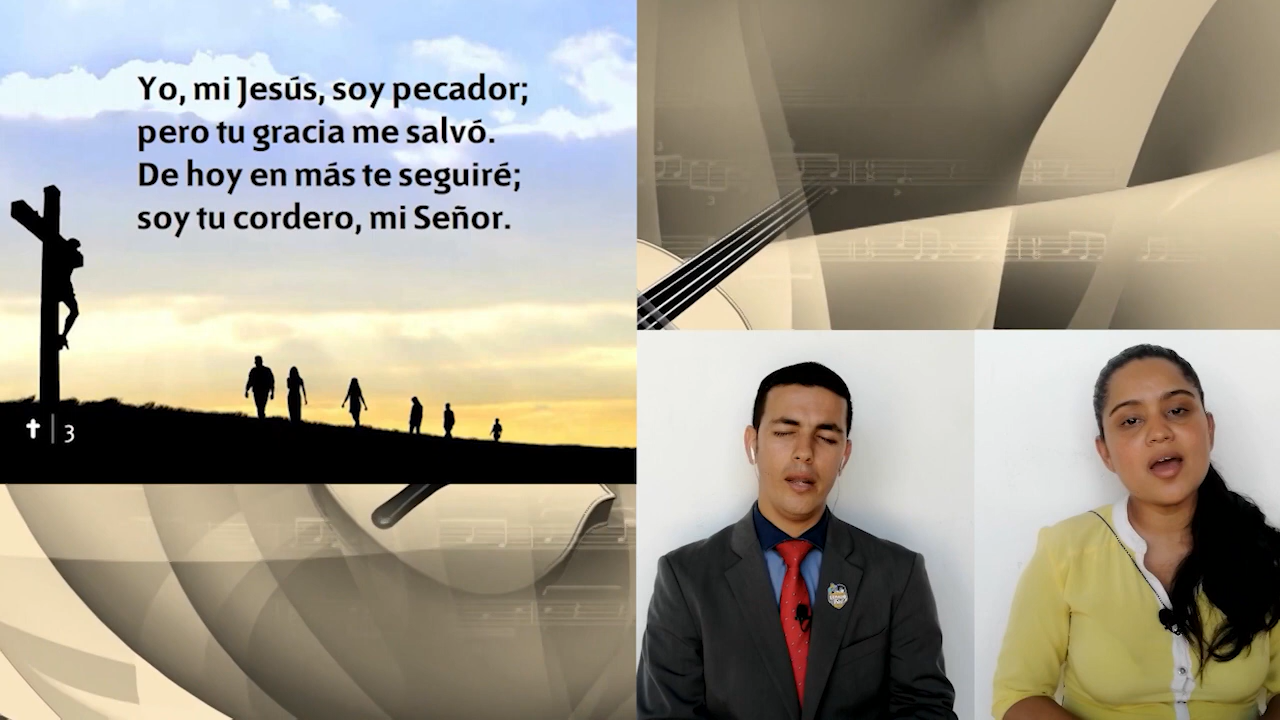 Yo, mi Jesús, soy pecador;
pero tu gracia me salvó.
De hoy en más te seguiré;
soy tu cordero, mi Señor.
3